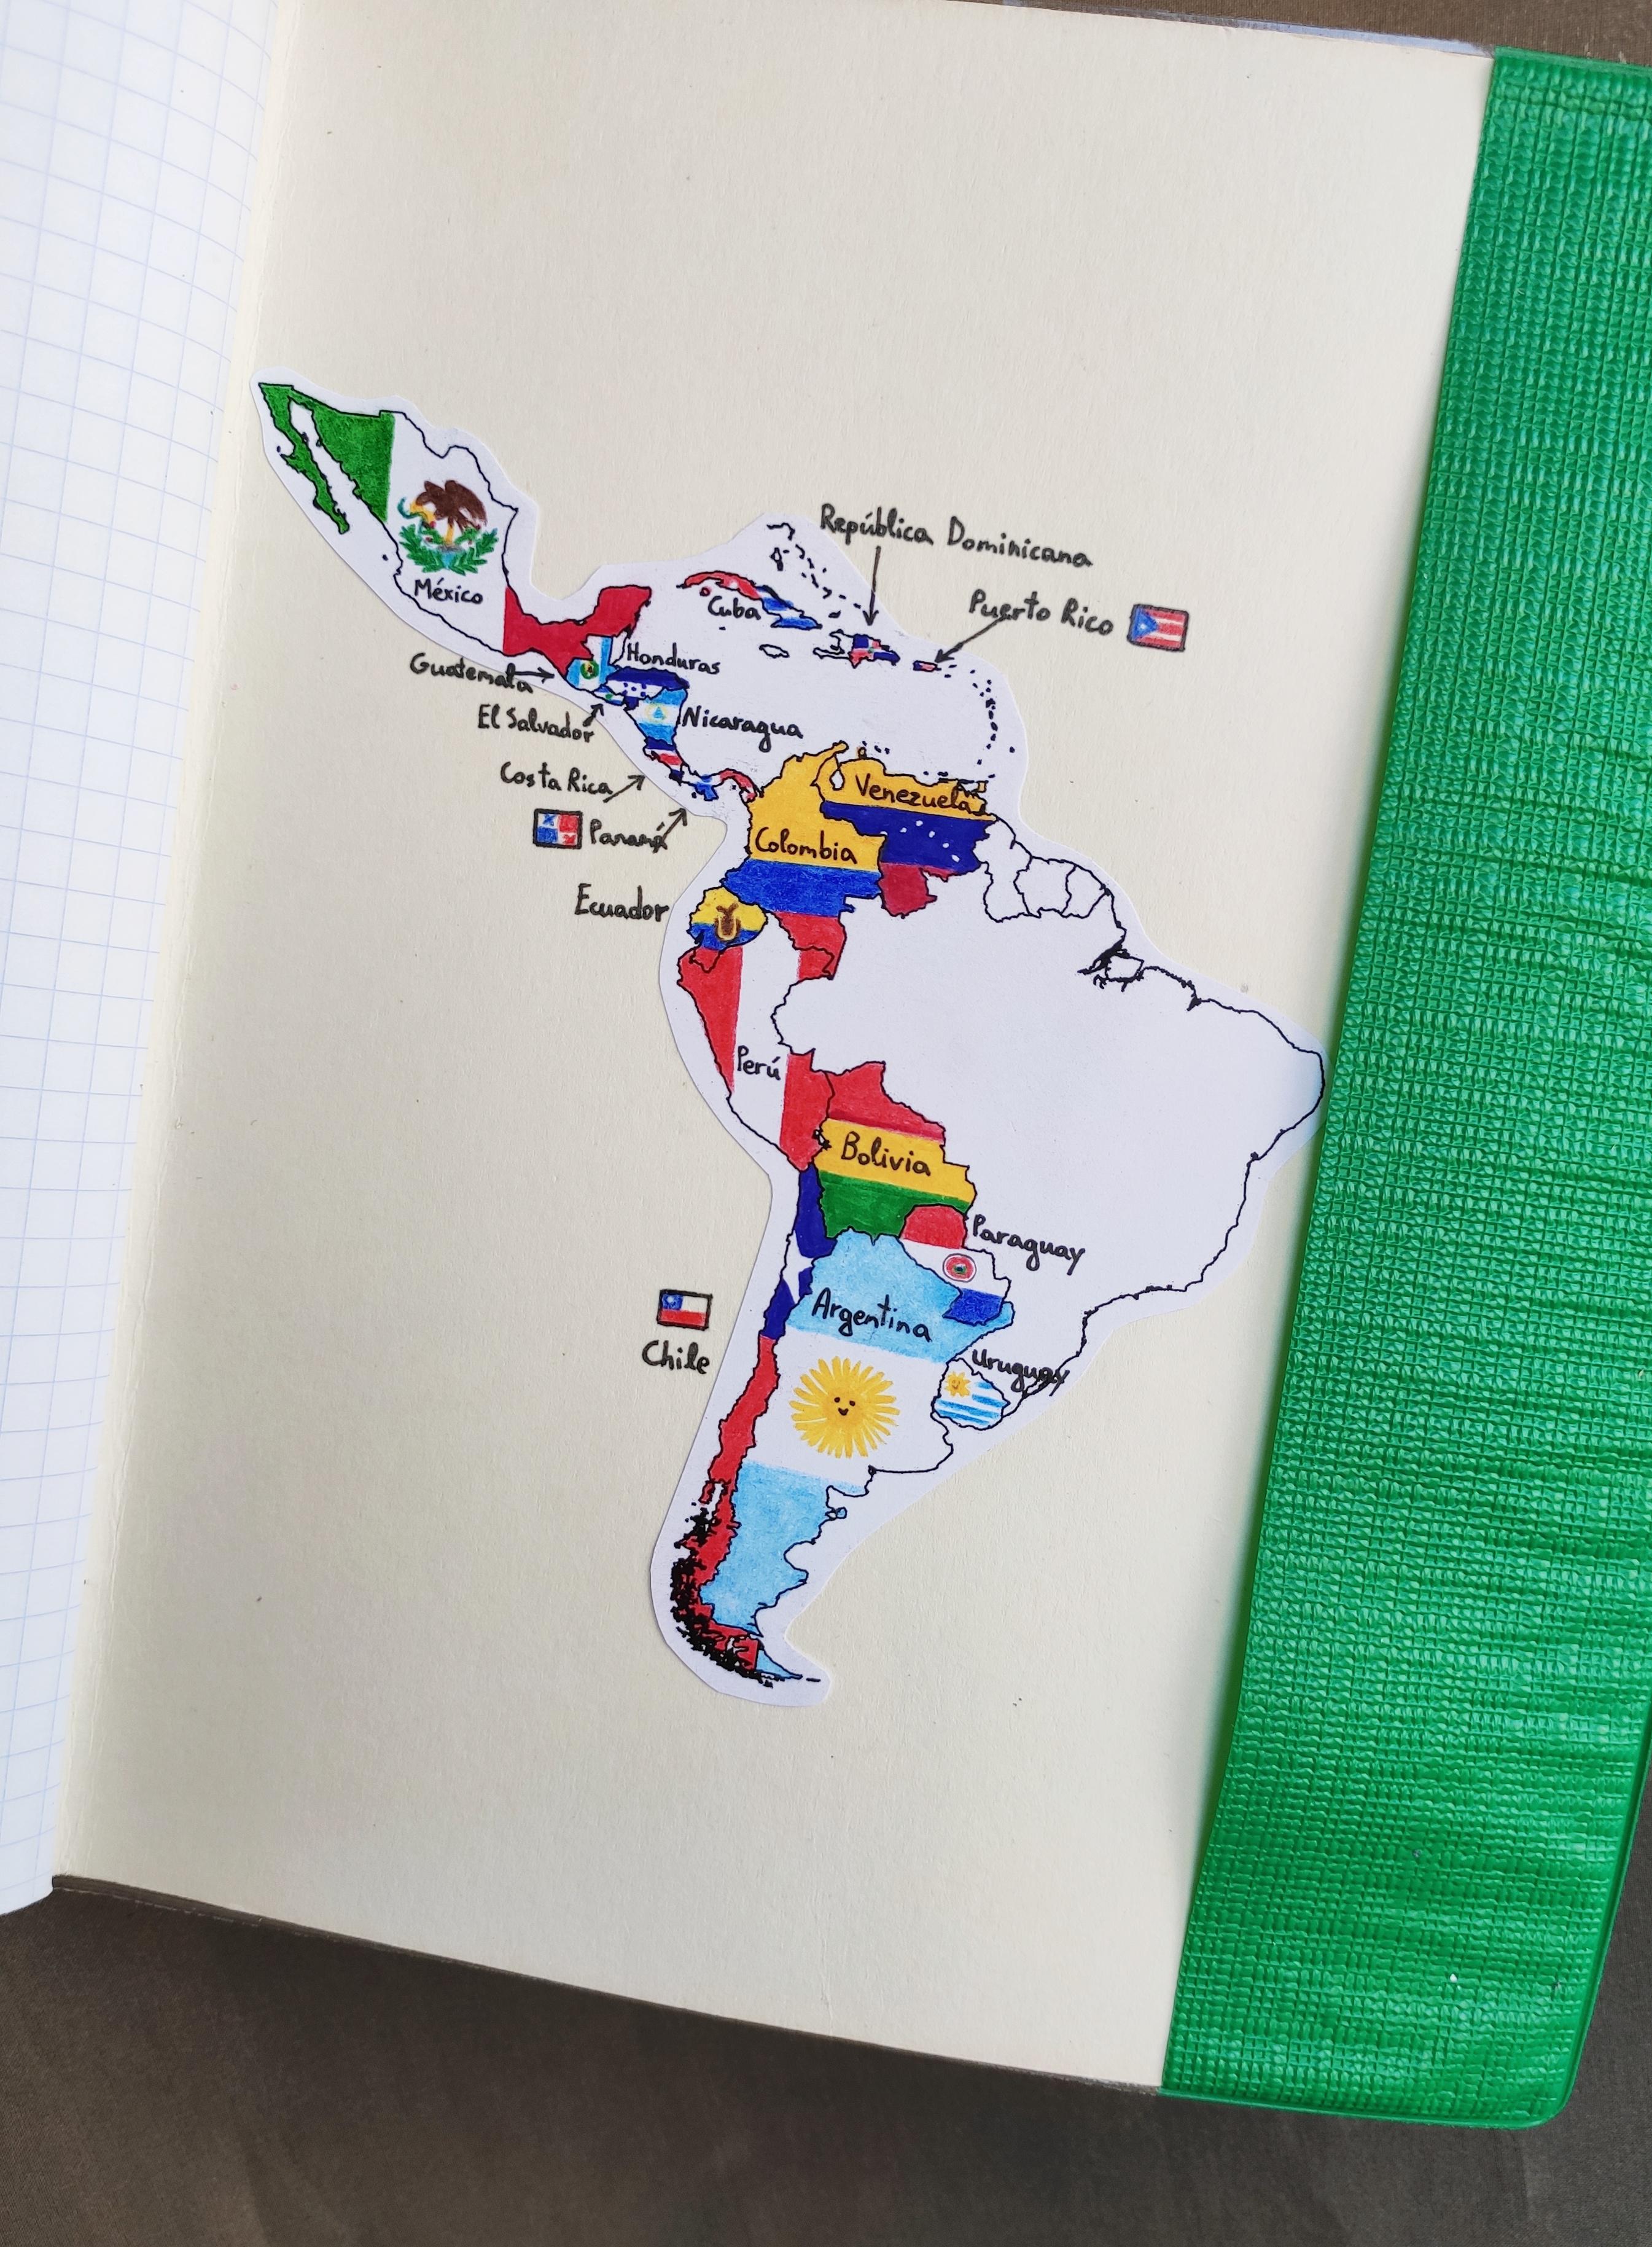 República Dominicana
Puerto Rico
México
Cuba
Honduras
Guatemala
El Salvador
Nicaragua
Costa Rica
Panamá
Venezuela
Colombia
Ecuador
Perú
Bolivia
Paraguay
Argentina
Chile
Uruguay